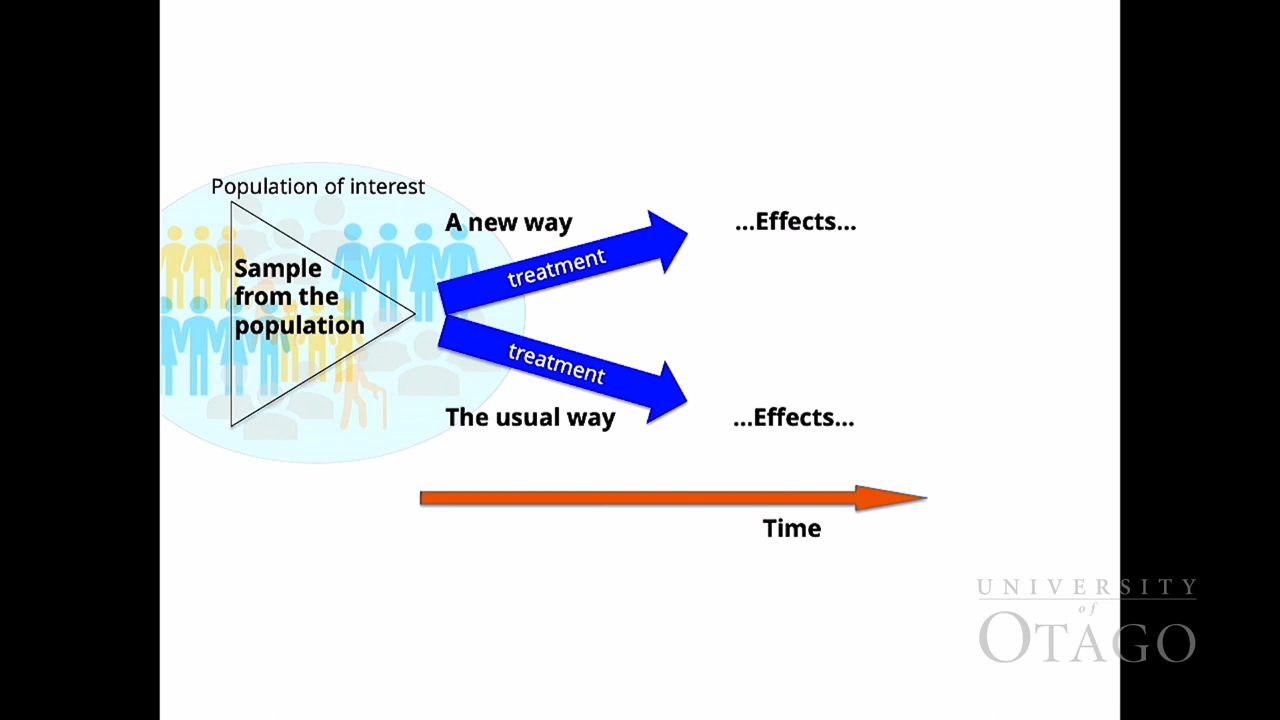 Population of interest
A new way
...Effects...
treatment
Sample
from the
population
treatment
The usual way
...Effects...
Time
UNIVERSITY
of
OTAGO